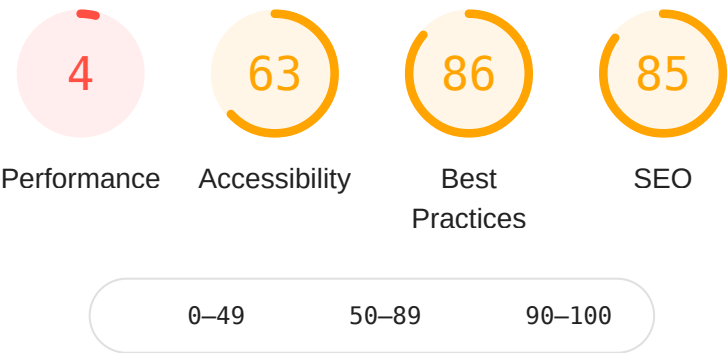 4 63 86 85
Performance Accessibility Best Practices SEO
0–49 50–89 90–100